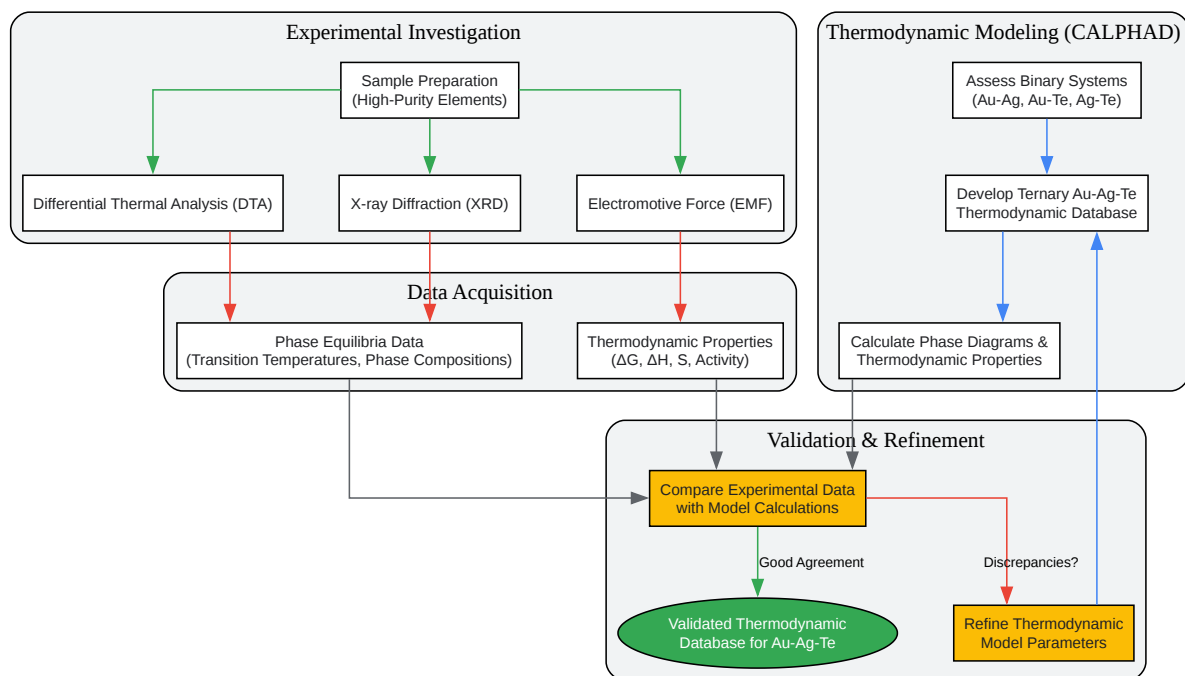 Experimental Investigation
Sample Preparation
(High-Purity Elements)
Differential Thermal Analysis (DTA)
X-ray Diffraction (XRD)
Electromotive Force (EMF)
Data Acquisition
Phase Equilibria Data
(Transition Temperatures, Phase Compositions)
Thermodynamic Properties
(ΔG, ΔH, S, Activity)
Thermodynamic Modeling (CALPHAD)
Assess Binary Systems
(Au-Ag, Au-Te, Ag-Te)
Develop Ternary Au-Ag-Te
Thermodynamic Database
Calculate Phase Diagrams &
Thermodynamic Properties
Validation & Refinement
Compare Experimental Data
with Model Calculations
Good Agreement
Discrepancies?
Validated Thermodynamic
Database for Au-Ag-Te
Refine Thermodynamic
Model Parameters